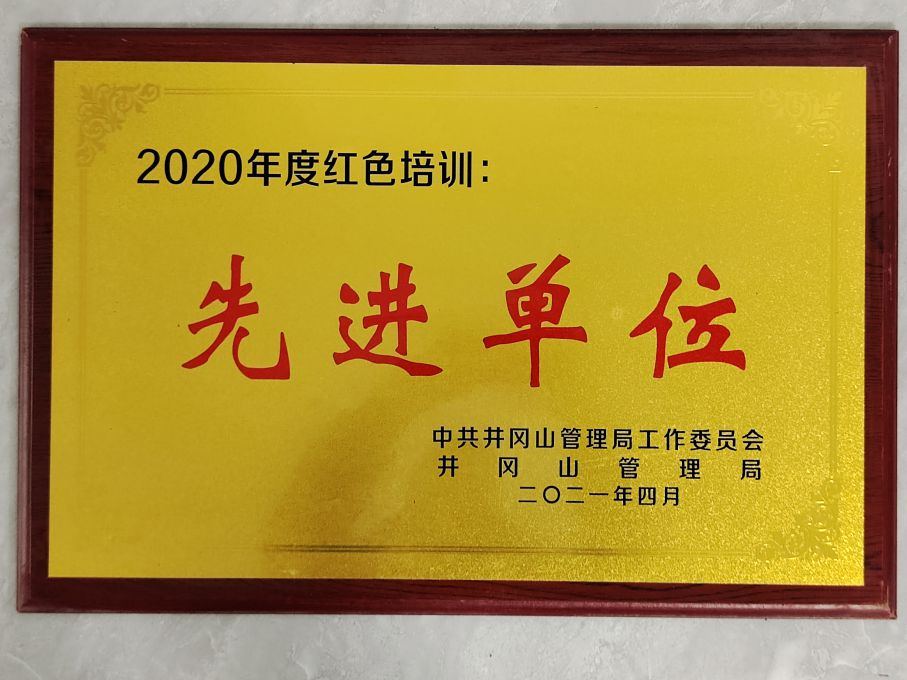 2020年度红色培训：
先进单位
中共井冈山管理局工作委员会
井冈山管理局
二〇二一年四月